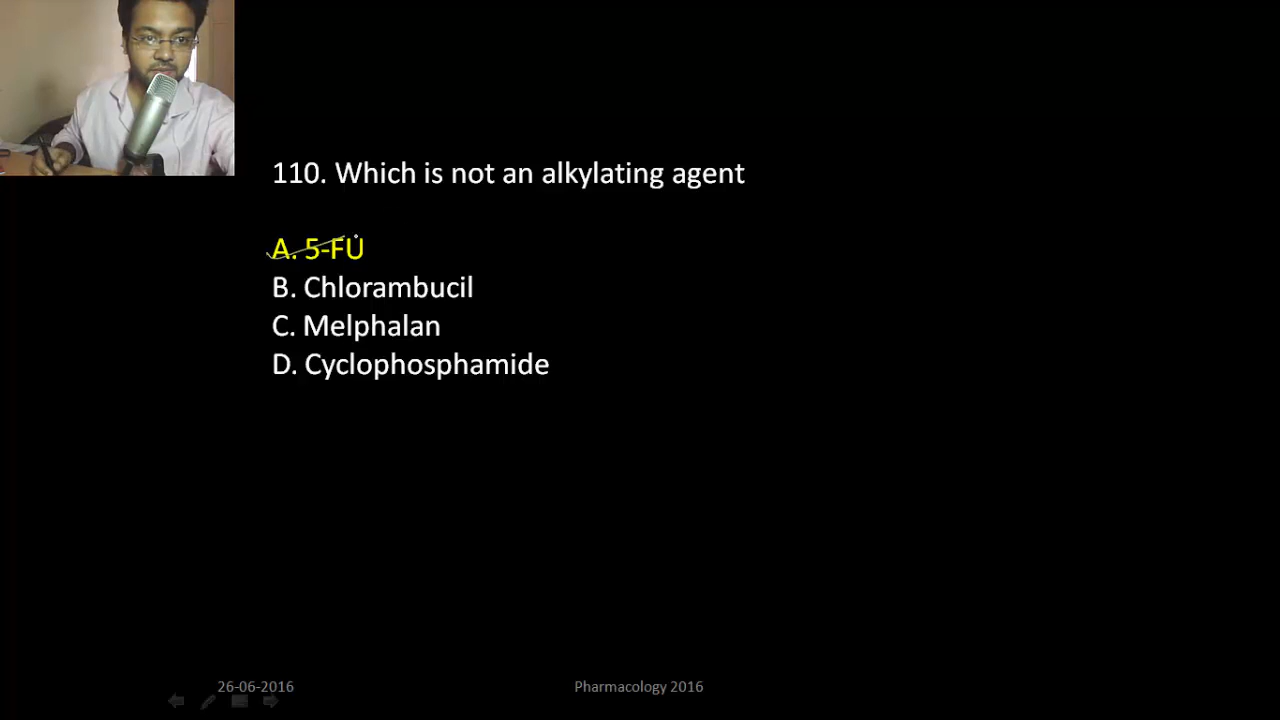 110. Which is not an alkylating agent
A. 5-FU
B. Chlorambucil
C. Melphalan
D. Cyclophosphamide
26-06-2016
Pharmacology 2016